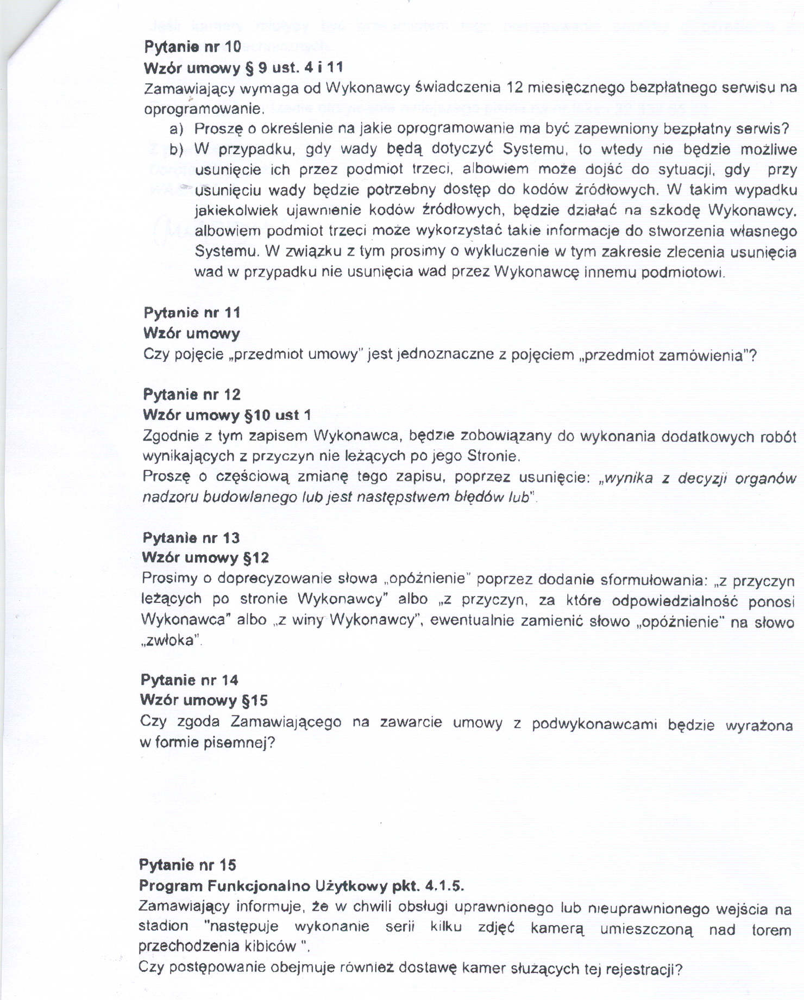 Pytanie nr 10
Wzór umowy § 9 ust. 4 i 11
Zamawiający wymaga od Wykonawcy świadczenia 12 miesięcznego bezpłatnego serwisu na
oprogramowanie.
a) Proszę o określenie na jakie oprogramowanie ma być zapewniony bezpłatny serwis?
b) W przypadku, gdy wady będą dotyczyć Systemu, to wtedy nie będzie możliwe
usunięcie ich przez podmiot trzeci, albowiem może dojść do sytuacji, gdy przy
usunięciu wady będzie potrzebny dostęp do kodów źródłowych. W takim wypadku
jakiekolwiek ujawnienie kodów źródłowych, będzie działać na szkodę Wykonawcy,
albowiem podmiot trzeci może wykorzystać takie informacje do stworzenia własnego
Systemu. W związku z tym prosimy o wykluczenie w tym zakresie zlecenia usunięcia
wad w przypadku nie usunięcia wad przez Wykonawcę innemu podmiotowi.
Pytanie nr 11
Wzór umowy
Czy pojęcie „przedmiot umowy" jest jednoznaczne z pojęciem „przedmiot zamówienia"?
Pytanie nr 12
Wzór umowy §10 ust 1
Zgodnie z tym zapisem Wykonawca, będzie zobowiązany do wykonania dodatkowych robót
wynikających z przyczyn nie leżących po jego Stronie.
Proszę o częściową zmianę tego zapisu, poprzez usunięcie: „wynika z decyzji organów
nadzoru budowlanego lub jest następstwem błędów lub".
Pytanie nr 13
Wzór umowy §12
Prosimy o doprecyzowanie słowa „opóźnienie" poprzez dodanie sformułowania: „z przyczyn
leżących po stronie Wykonawcy" albo „z przyczyn, za które odpowiedzialność ponosi
Wykonawca" albo „z winy Wykonawcy", ewentualnie zamienić słowo „opóźnienie" na słowo
„zwłoka".
Pytanie nr 14
Wzór umowy §15
Czy zgoda Zamawiającego na zawarcie umowy z podwykonawcami będzie wyrażona
w formie pisemnej?
Pytanie nr 15
Program Funkcjonalno Użytkowy pkt. 4.1.5.
Zamawiający informuje, że w chwili obsługi uprawnionego lub nieuprawnionego wejścia na
stadion "następuje wykonanie serii kilku zdjęć kamerą umieszczoną nad torem
przechodzenia kibiców ".
Czy postępowanie obejmuje również dostawę kamer służących tej rejestracji?